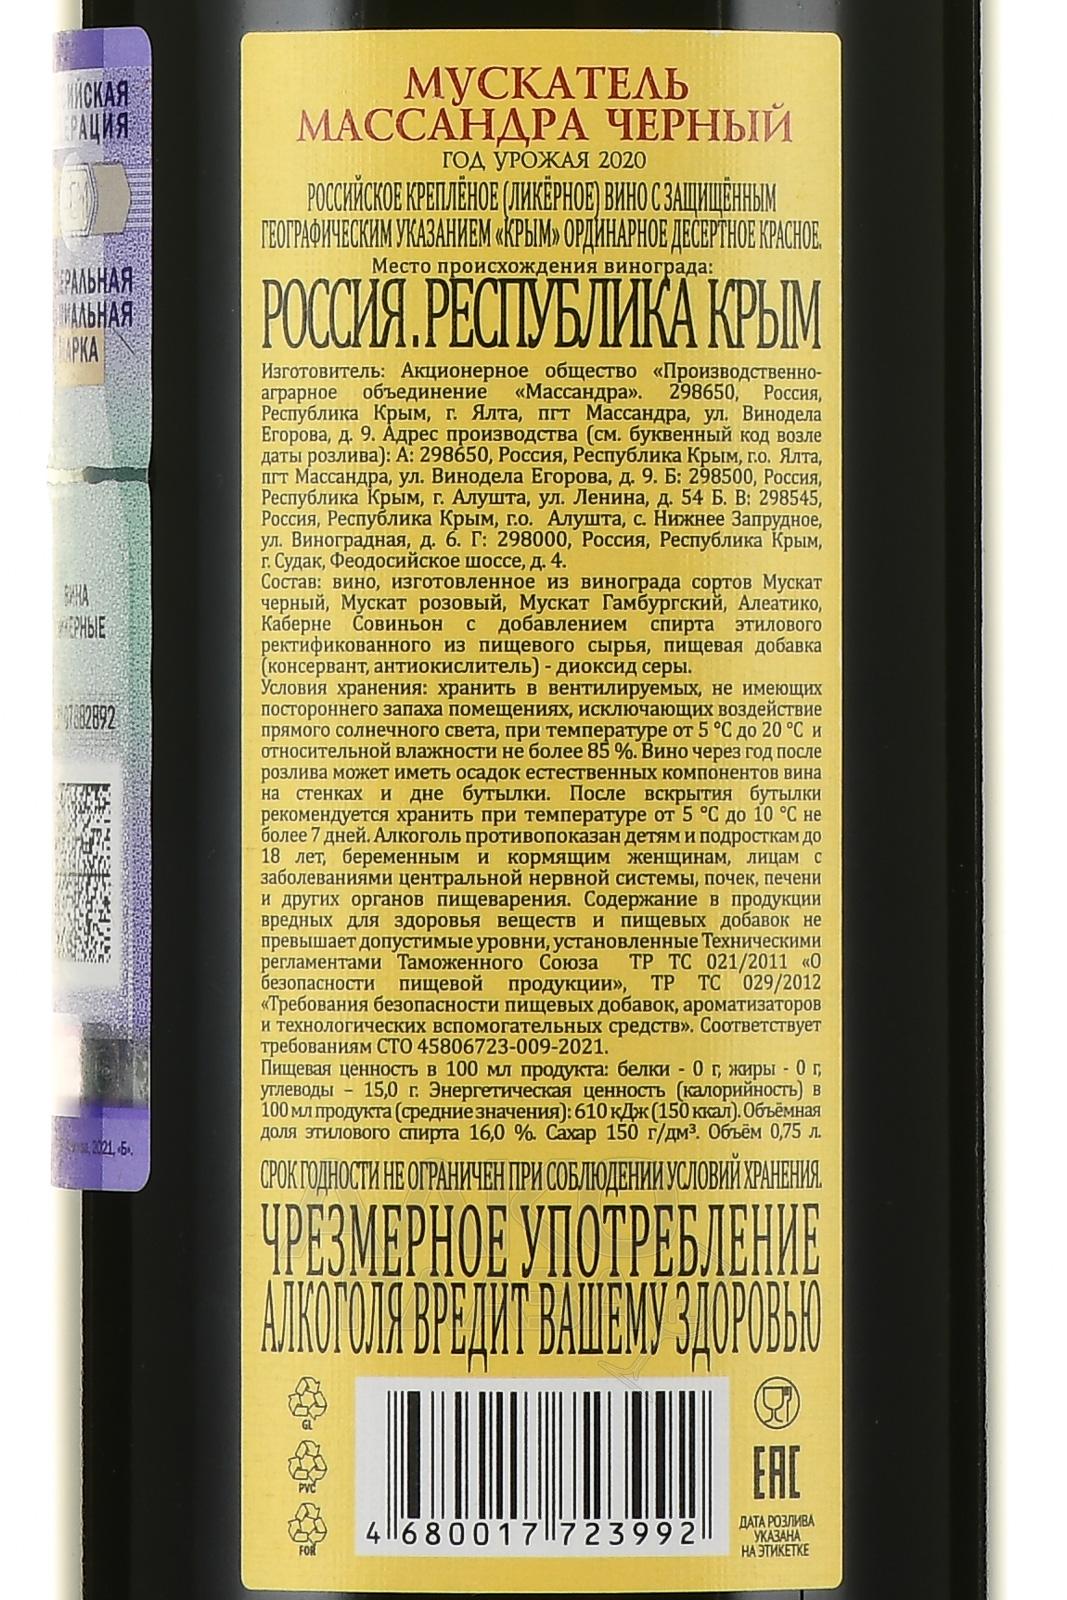 МУСКАТЕЛЬ
МАССАНДРА ЧЕРНЫЙ
ГОД УРОЖАЯ 2020
РОССИЙСКОЕ КРЕПЛЁНОЕ (ЛИКЁРНОЕ) ВИНО С ЗАЩИЩЁННЫМ
ГЕОГРАФИЧЕСКИМ УКАЗАНИЕМ «КРЫМ» ОРДИНАРНОЕ ДЕСЕРТНОЕ КРАСНОЕ.
Место происхождения винограда:
РОССИЯ. РЕСПУБЛИКА КРЫМ
Изготовитель: Акционерное общество «Производственно-
аграрное объединение «Массандра». 298650, Россия,
Республика Крым, г. Ялта, пгт Массандра, ул. Винодела
Егорова, д. 9. Адрес производства (см. буквенный код возле
даты розлива): А: 298650, Россия, Республика Крым, г.о. Ялта,
пгт Массандра, ул. Винодела Егорова, д. 9. Б: 298500, Россия,
Республика Крым, г. Алушта, ул. Ленина, д. 54 Б. В: 298545,
Россия, Республика Крым, г.о. Алушта, с. Нижнее Запрудное,
ул. Виноградная, д. 6. Г: 298000, Россия, Республика Крым,
г. Судак, Феодосийское шоссе, д. 4.
Состав: вино, изготовленное из винограда сортов Мускат
черный, Мускат розовый, Мускат Гамбургский, Алеатико,
Каберне Совиньон с добавлением спирта этилового
ректификованного из пищевого сырья, пищевая добавка
(консервант, антиокислитель) - диоксид серы.
Условия хранения: хранить в вентилируемых, не имеющих
постороннего запаха помещениях, исключающих воздействие
прямого солнечного света, при температуре от 5 °С до 20 °С и
относительной влажности не более 85 %. Вино через год после
розлива может иметь осадок естественных компонентов вина
на стенках и дне бутылки. После вскрытия бутылки
рекомендуется хранить при температуре от 5 °С до 10 °С не
более 7 дней. Алкоголь противопоказан детям и подросткам до
18 лет, беременным и кормящим женщинам, лицам с
заболеваниями центральной нервной системы, почек, печени
и других органов пищеварения. Содержание в продукции
вредных для здоровья веществ и пищевых добавок не
превышает допустимые уровни, установленные Техническими
регламентами Таможенного Союза ТР ТС 021/2011 «О
безопасности пищевой продукции», ТР ТС 029/2012
«Требования безопасности пищевых добавок, ароматизаторов
и технологических вспомогательных средств». Соответствует
требованиям СТО 45806723-009-2021.
Пищевая ценность в 100 мл продукта: белки - 0 г, жиры - 0 г,
углеводы – 15,0 г. Энергетическая ценность (калорийность) в
100 мл продукта (средние значения): 610 кДж (150 ккал). Объёмная
доля этилового спирта 16,0 %. Сахар 150 г/дм³. Объём 0,75 л.
СРОК ГОДНОСТИ НЕ ОГРАНИЧЕН ПРИ СОБЛЮДЕНИИ УСЛОВИЙ ХРАНЕНИЯ.
ЧРЕЗМЕРНОЕ УПОТРЕБЛЕНИЕ
АЛКОГОЛЯ ВРЕДИТ ВАШЕМУ ЗДОРОВЬЮ
GL
PVC
FOR
4 680017 723992
EAC
ДАТА РОЗЛИВА
УКАЗАНА
НА ЭТИКЕТКЕ
ВИНА
2021, «Б».